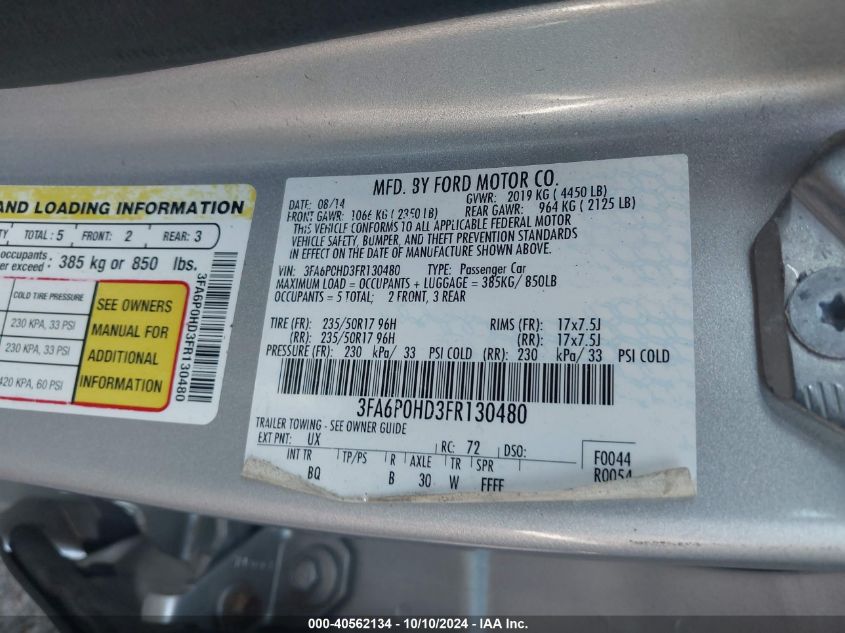 AND LOADING INFORMATION
TOTAL : 5 FRONT: 2 REAR: 3
occupants
exceed : 385 kg or 850 lbs.
COLD TIRE PRESSURE
230 KPA, 33 PSI
230 KPA, 33 PSI
420 KPA, 60 PSI
SEE OWNERS
MANUAL FOR
ADDITIONAL
INFORMATION
3FA6P0HD3FR130480
MFD. BY FORD MOTOR CO.
DATE: 08/14 GVWR: 2019 KG ( 4450 LB)
FRONT GAWR: 1066 KG ( 2350 LB) REAR GAWR: 964 KG ( 2125 LB)
THIS VEHICLE CONFORMS TO ALL APPLICABLE FEDERAL MOTOR
VEHICLE SAFETY, BUMPER, AND THEFT PREVENTION STANDARDS
IN EFFECT ON THE DATE OF MANUFACTURE SHOWN ABOVE.
VIN: 3FA6P0HD3FR130480 TYPE: Passenger Car
MAXIMUM LOAD = OCCUPANTS + LUGGAGE = 385KG/ 850LB
OCCUPANTS = 5 TOTAL; 2 FRONT, 3 REAR
TIRE (FR): 235/50R17 96H RIMS (FR): 17x7.5J
(RR): 235/50R17 96H (RR): 17x7.5J
PRESSURE (FR): 230 kPa/ 33 PSI COLD (RR): 230 kPa/ 33 PSI COLD
3FA6P0HD3FR130480
TRAILER TOWING - SEE OWNER GUIDE
EXT PNT: UX RC: 72 DSO:
INT TR TP/PS R AXLE TR SPR F0044
BQ B 30 W FFFF R0054
000-40562134 - 10/10/2024 - IAA Inc.